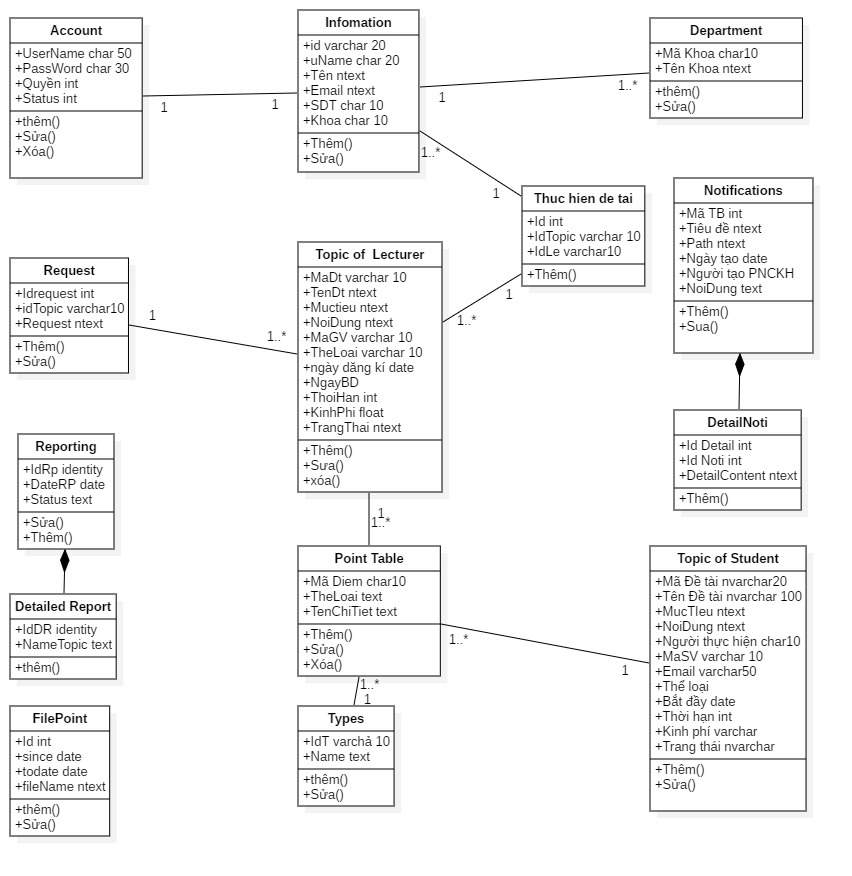 Account
+UserName char 50
+PassWord char 30
+Quyền int
+Status int
+thêm()
+Sửa()
+Xóa()
1
1
Infomation
+id varchar 20
+uName char 20
+Tên ntext
+Email ntext
+SDT char 10
+Khoa char 10
+Thêm()
+Sửa()
1
1..*
Department
+Mã Khoa char10
+Tên Khoa ntext
+thêm()
+Sửa()
1..*
1
Thuc hien de tai
+Id int
+IdTopic varchar 10
+IdLe varchar10
+Thêm()
1
1..*
Notifications
+Mã TB int
+Tiêu đề ntext
+Path ntext
+Ngày tạo date
+Người tạo PNCKH
+NoiDung text
+Thêm()
+Sua()
Request
+Idrequest int
+idTopic varchar10
+Request ntext
+Thêm()
+Sửa()
1
1..*
Topic of Lecturer
+MaDt varchar 10
+TenDt ntext
+Muctieu ntext
+NoiDung ntext
+MaGV varchar 10
+TheLoai varchar 10
+ngày dăng kí date
+NgayBD
+ThoiHan int
+KinhPhi float
+TrangThai ntext
+Thêm()
+Sưa()
+xóa()
1
1..*
DetailNoti
+Id Detail int
+Id Noti int
+DetailContent ntext
+Thêm()
Reporting
+IdRp identity
+DateRP date
+Status text
+Sửa()
+Thêm()
Detailed Report
+IdDR identity
+NameTopic text
+thêm()
Point Table
+Mã Diem char10
+TheLoai text
+TenChiTiet text
+Thêm()
+Sửa()
+Xóa()
1..*
1
Topic of Student
+Mã Đề tài nvarchar20
+Tên Đề tài nvarchar 100
+MucTIeu ntext
+NoiDung ntext
+Người thực hiện char10
+MaSV varchar 10
+Email varchar50
+Thể loại
+Bắt đầy date
+Thời hạn int
+Kinh phí varchar
+Trang thái nvarchar
+Thêm()
+Sửa()
1..*
1
Types
+IdT varchả 10
+Name text
+thêm()
+Sửa()
FilePoint
+Id int
+since date
+todate date
+fileName ntext
+thêm()
+Sửa()